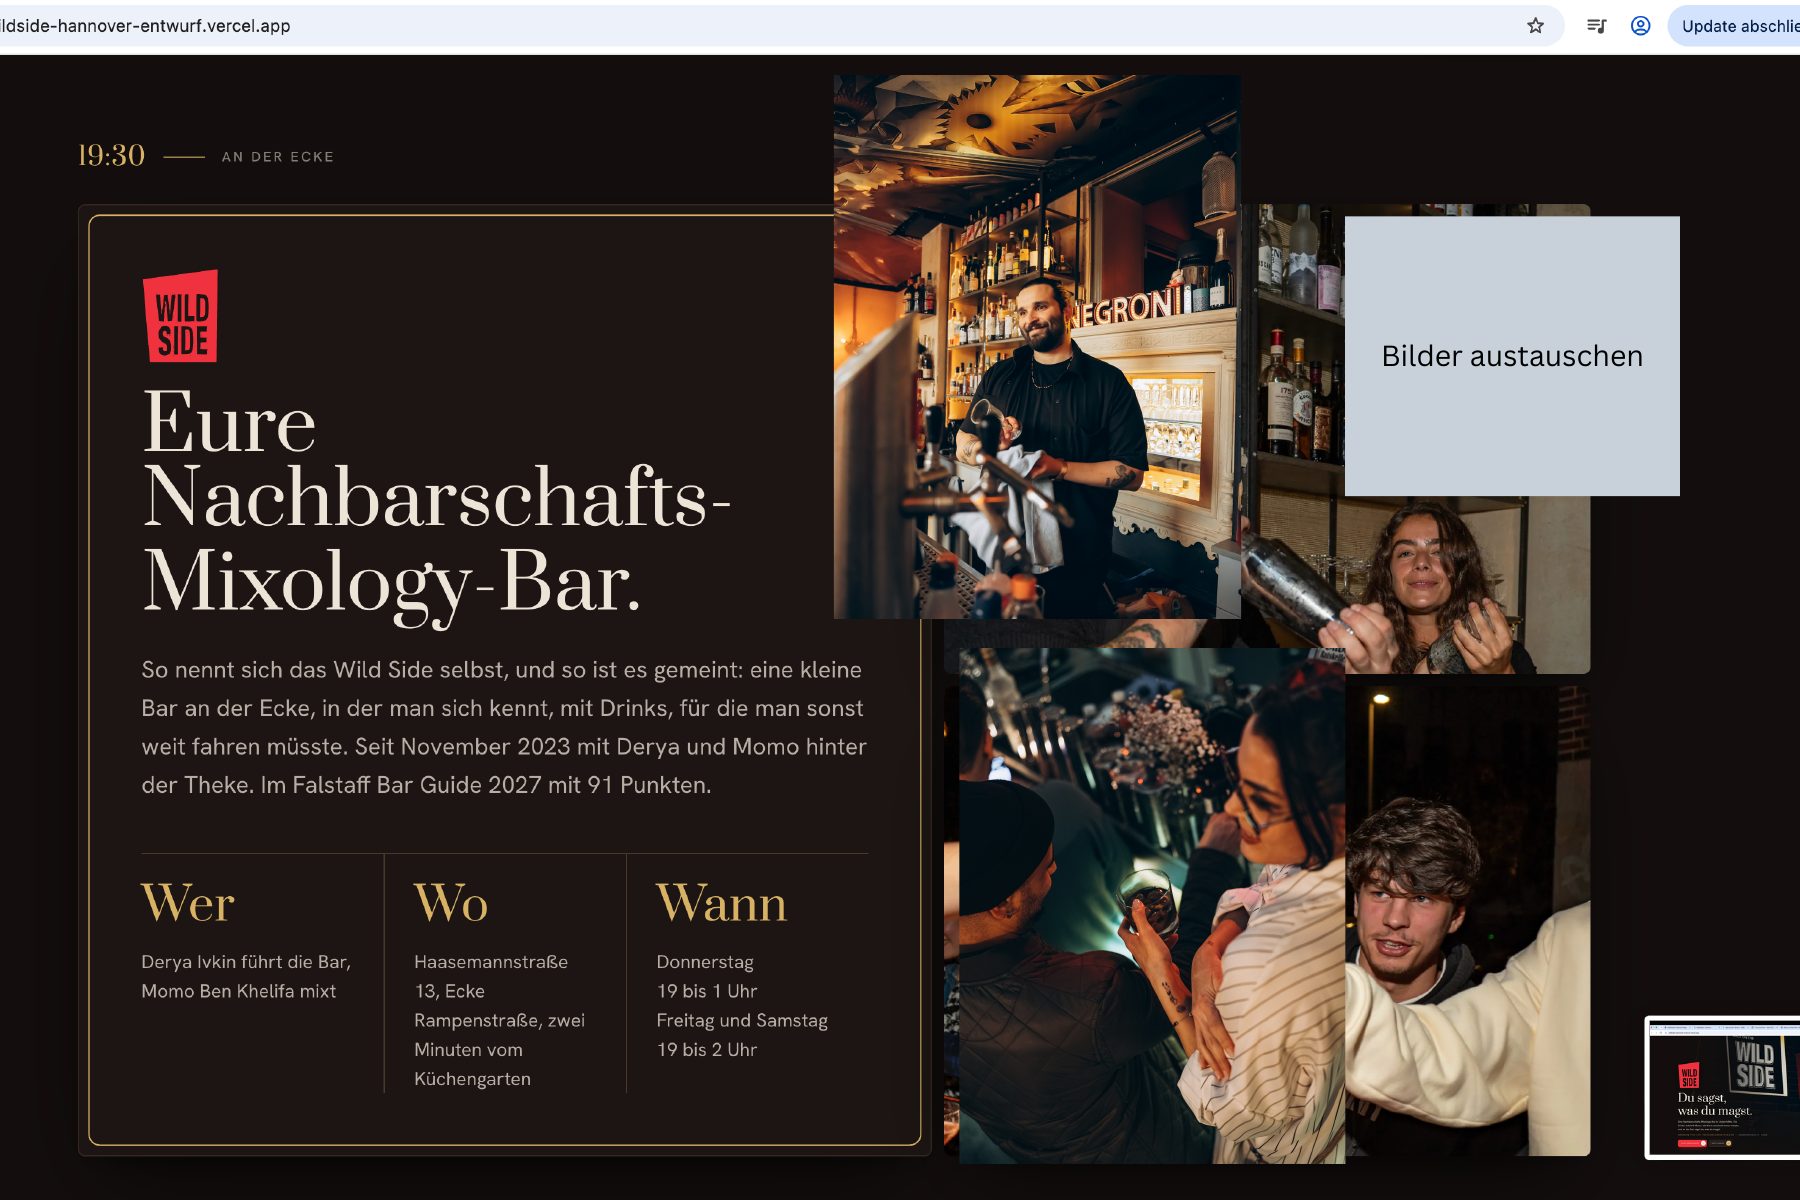 ildside-hannover-entwurf.vercel.app
Update abschlie
19:30
AN DER ECKE
WILD
SIDE
NEGRONI
Bilder austauschen
Eure
Nachbarschafts-
Mixology-Bar.
So nennt sich das Wild Side selbst, und so ist es gemeint: eine kleine
Bar an der Ecke, in der man sich kennt, mit Drinks, für die man sonst
weit fahren müsste. Seit November 2023 mit Derya und Momo hinter
der Theke. Im Falstaff Bar Guide 2027 mit 91 Punkten.
Wer
Derya Ivkin führt die Bar,
Momo Ben Khelifa mixt
Wo
Haasemannstraße
13, Ecke
Rampenstraße, zwei
Minuten vom
Küchengarten
Wann
Donnerstag
19 bis 1 Uhr
Freitag und Samstag
19 bis 2 Uhr
WILD
SIDE
WILD
SIDE
Du sagst,
was du magst.